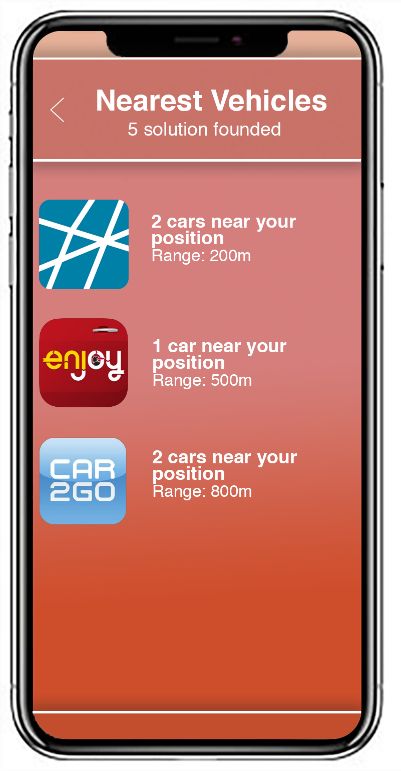 Nearest Vehicles
5 solution founded
2 cars near your
position
Range: 200m
enjoy
1 car near your
position
Range: 500m
CAR
2GO
2 cars near your
position
Range: 800m